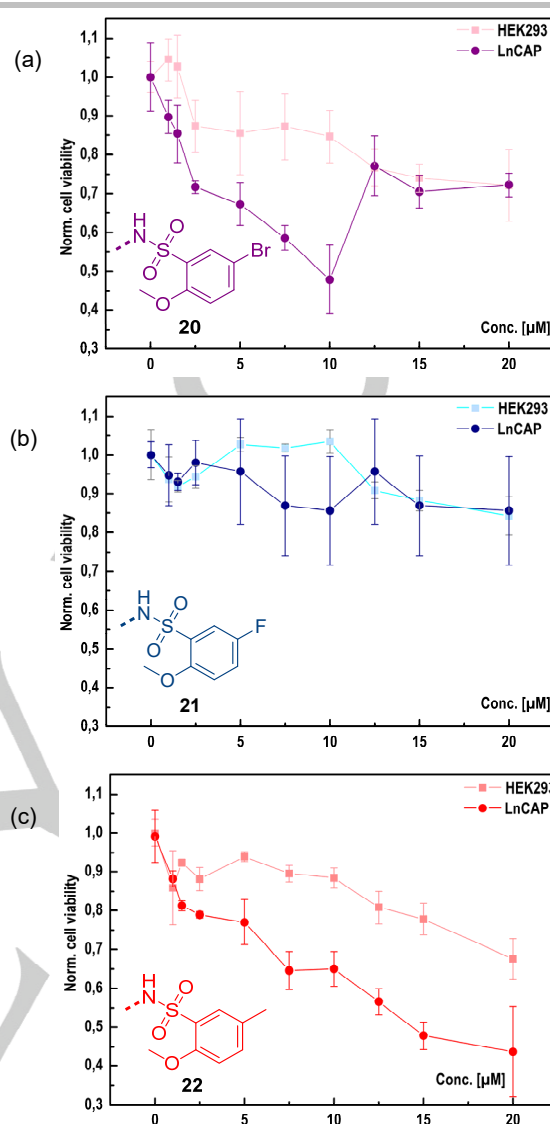 (a)
HEK293
LnCAP
1,1
1,0
0,9
0,8
0,7
0,6
0,5
0,4
0,3
Norm. cell viability
H
N
S
O
O
Br
O
20
Conc. [µM]
0
5
10
15
20
(b)
HEK293
LnCAP
1,1
1,0
0,9
0,8
0,7
0,6
0,5
0,4
0,3
Norm. cell viability
H
N
S
O
O
F
O
21
Conc. [µM]
0
5
10
15
20
(c)
HEK293
LnCAP
1,1
1,0
0,9
0,8
0,7
0,6
0,5
0,4
0,3
Norm. cell viability
H
N
S
O
O
O
22
Conc. [µM]
0
5
10
15
20